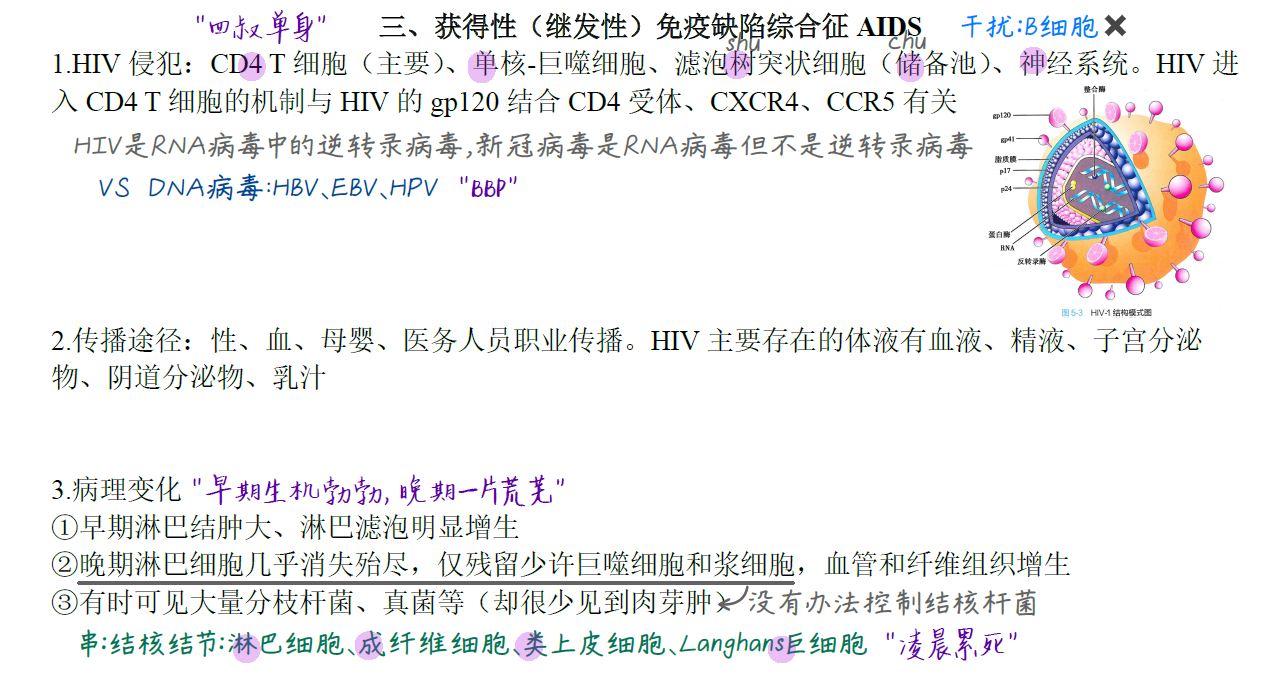 "四叔单身" 三、获得性（继发性）免疫缺陷综合征 AIDS 干扰:B细胞✖
shu chu
1.HIV 侵犯：CD4 T 细胞（主要）、单核-巨噬细胞、滤泡树突状细胞（储备池）、神经系统。HIV 进
入 CD4 T 细胞的机制与 HIV 的 gp120 结合 CD4 受体、CXCR4、CCR5 有关
HIV是RNA病毒中的逆转录病毒,新冠病毒是RNA病毒但不是逆转录病毒
VS DNA病毒:HBV、EBV、HPV "BBP"
整合酶
gp120
gp41
脂质膜
p17
p24
蛋白酶
RNA
反转录酶
图 5-3 HIV-1 结构模式图
2.传播途径：性、血、母婴、医务人员职业传播。HIV 主要存在的体液有血液、精液、子宫分泌
物、阴道分泌物、乳汁
3.病理变化 "早期生机勃勃,晚期一片荒芜"
①早期淋巴结肿大、淋巴滤泡明显增生
②晚期淋巴细胞几乎消失殆尽，仅残留少许巨噬细胞和浆细胞，血管和纤维组织增生
③有时可见大量分枝杆菌、真菌等（却很少见到肉芽肿）没有办法控制结核杆菌
串:结核结节:淋巴细胞、成纤维细胞、类上皮细胞、Langhans巨细胞 "凌晨累死"